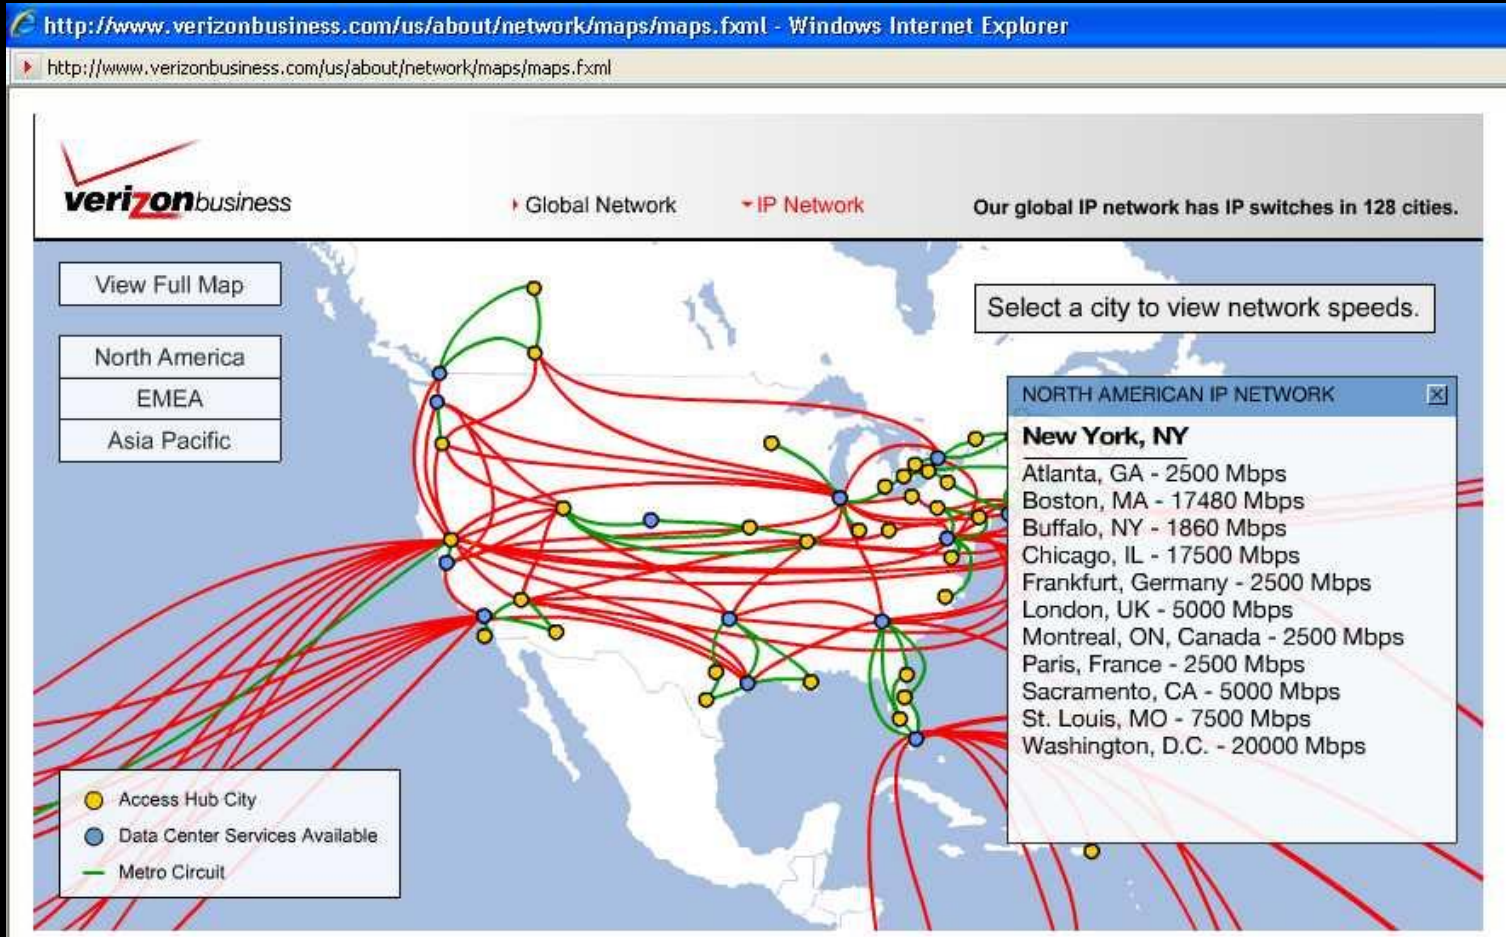 http://www.verizonbusiness.com/us/about/network/maps/maps.fxml - Windows Internet Explorer
http://www.verizonbusiness.com/us/about/network/maps/maps.fxml
verizonbusiness
Global Network
IP Network
Our global IP network has IP switches in 128 cities.
View Full Map
North America
EMEA
Asia Pacific
Select a city to view network speeds.
NORTH AMERICAN IP NETWORK
New York, NY
Atlanta, GA - 2500 Mbps
Boston, MA - 17480 Mbps
Buffalo, NY - 1860 Mbps
Chicago, IL - 17500 Mbps
Frankfurt, Germany - 2500 Mbps
London, UK - 5000 Mbps
Montreal, ON, Canada - 2500 Mbps
Paris, France - 2500 Mbps
Sacramento, CA - 5000 Mbps
St. Louis, MO - 7500 Mbps
Washington, D.C. - 20000 Mbps
Access Hub City
Data Center Services Available
Metro Circuit